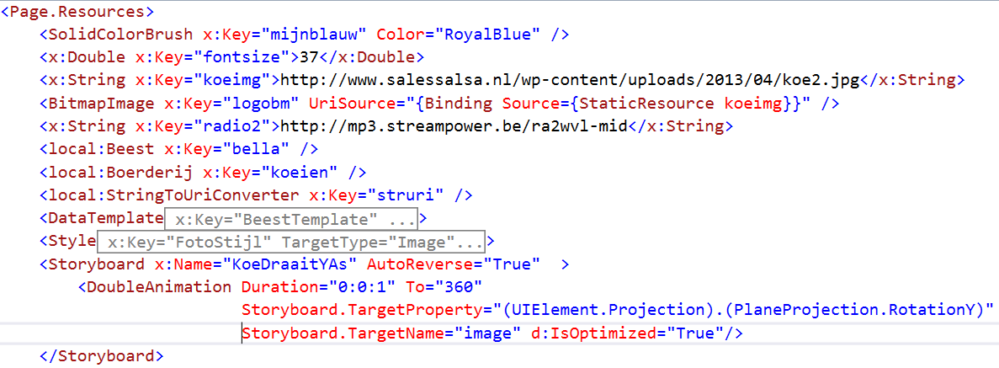 <Page.Resources>
<SolidColorBrush x:Key="mijnblauw" Color="RoyalBlue" />
<x:Double x:Key="fontsize">37</x:Double>
<x:String x:Key="koeimg">http://www.salessalsa.nl/wp-content/uploads/2013/04/koe2.jpg</x:String>
<BitmapImage x:Key="logobm" UriSource="{Binding Source={StaticResource koeimg}}" />
<x:String x:Key="radio2">http://mp3.streampower.be/ra2wvl-mid</x:String>
<local:Beest x:Key="bella" />
<local:Boerderij x:Key="koeien" />
<local:StringToUriConverter x:Key="struri" />
<DataTemplate x:Key="BeestTemplate" ...>
<Style x:Key="FotoStijl" TargetType="Image"...>
<Storyboard x:Name="KoeDraaitYAs" AutoReverse="True"  >
<DoubleAnimation Duration="0:0:1" To="360"
Storyboard.TargetProperty="(UIElement.Projection).(PlaneProjection.RotationY)"
Storyboard.TargetName="image" d:IsOptimized="True"/>
</Storyboard>